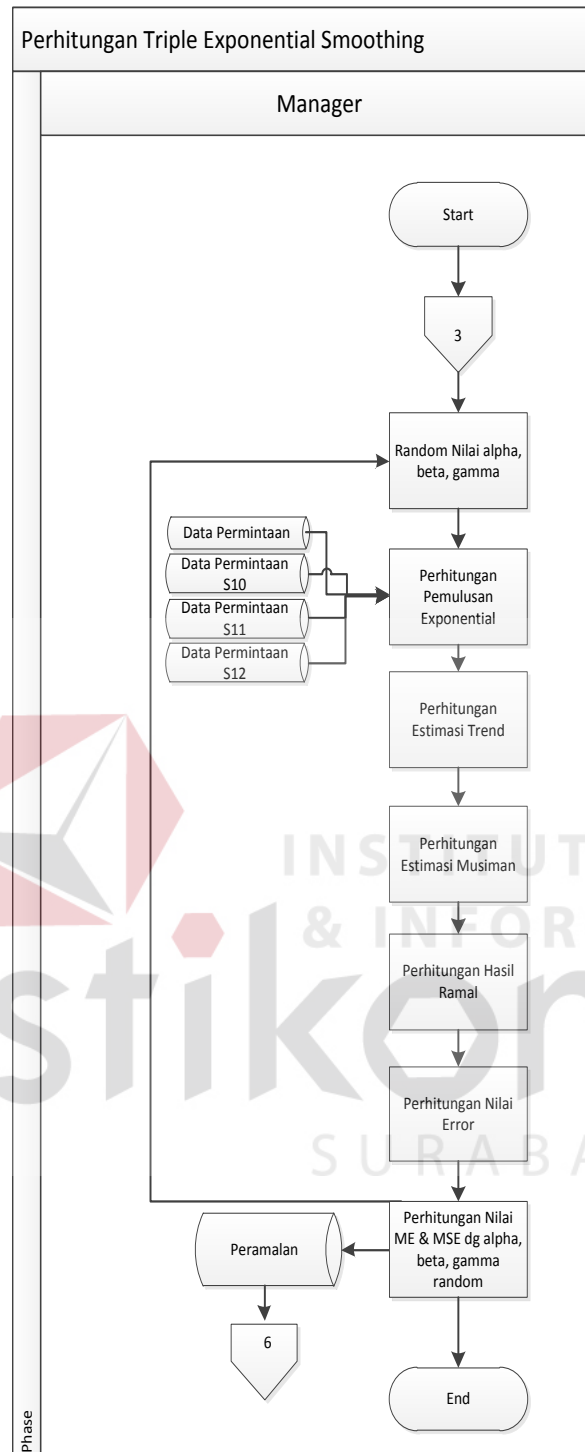 Perhitungan Triple Exponential Smoothing
Manager
Start
3
Random Nilai alpha,
beta, gamma
Data Permintaan
Data Permintaan
S10
Data Permintaan
S11
Data Permintaan
S12
Perhitungan
Pemulusan
Exponential
Perhitungan
Estimasi Trend
Perhitungan
Estimasi Musiman
Perhitungan Hasil
Ramal
Perhitungan Nilai
Error
Perhitungan Nilai
ME & MSE dg alpha,
beta, gamma
random
Peramalan
6
End
Phase
INSTITUT
& INFOR
stikom
SURABA